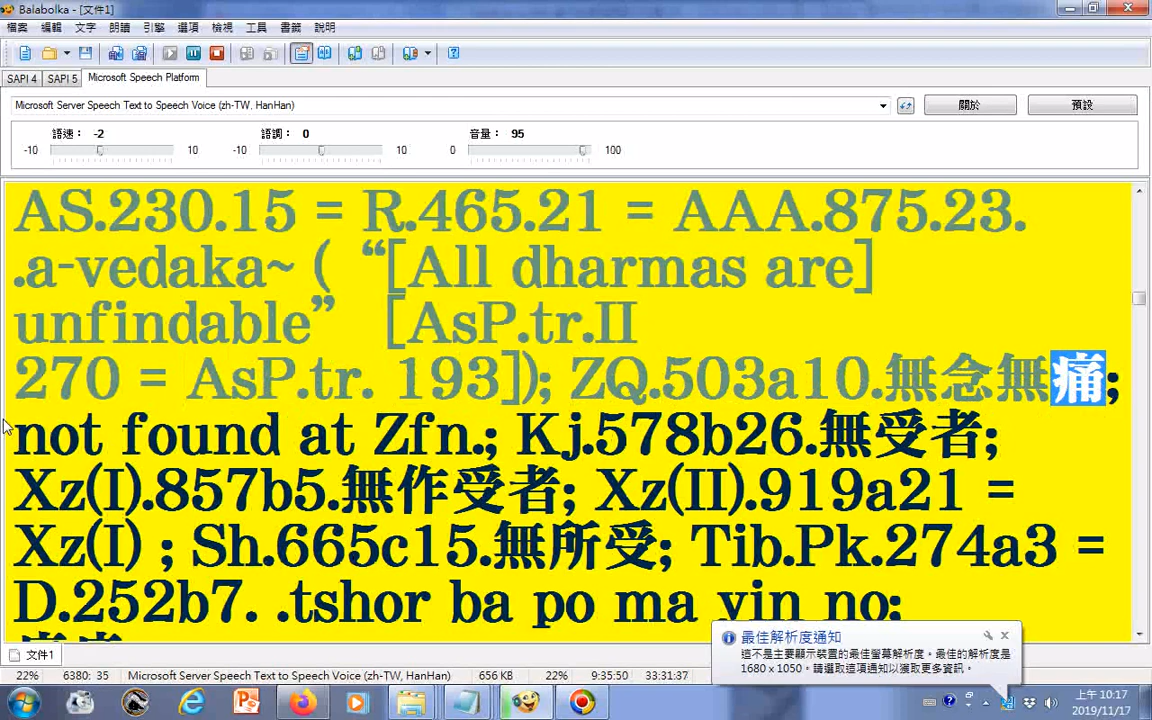 Balabolka - [文件1]
檔案 編輯 文字 朗讀 引擎 選項 檢視 工具 書籤 說明
SAPI 4 SAPI 5 Microsoft Speech Platform
Microsoft Server Speech Text to Speech Voice (zh-TW, HanHan)
關於 預設
語速： -2 語調： 0 音量： 95
-10 10 -10 10 0 100
AS.230.15 = R.465.21 = AAA.875.23.
.a-vedaka~ (“[All dharmas are]
unfindable” [AsP.tr.II
270 = AsP.tr. 193]); ZQ.503a10.無念無痛;
not found at Zfn.; Kj.578b26.無受者;
Xz(I).857b5.無作受者; Xz(II).919a21 =
Xz(I) ; Sh.665c15.無所受; Tib.Pk.274a3 =
D.252b7. .tshor ba po ma yin no;
最佳解析度通知
這不是主要顯示裝置的最佳螢幕解析度。最佳的解析度是
1680 x 1050。請選取這項通知以獲取更多資訊。
文件1
22% 6380; 35 Microsoft Server Speech Text to Speech Voice (zh-TW, HanHan) 656 KB 22% 9:35:50 33:31:37
上午 10:17
2019/11/17